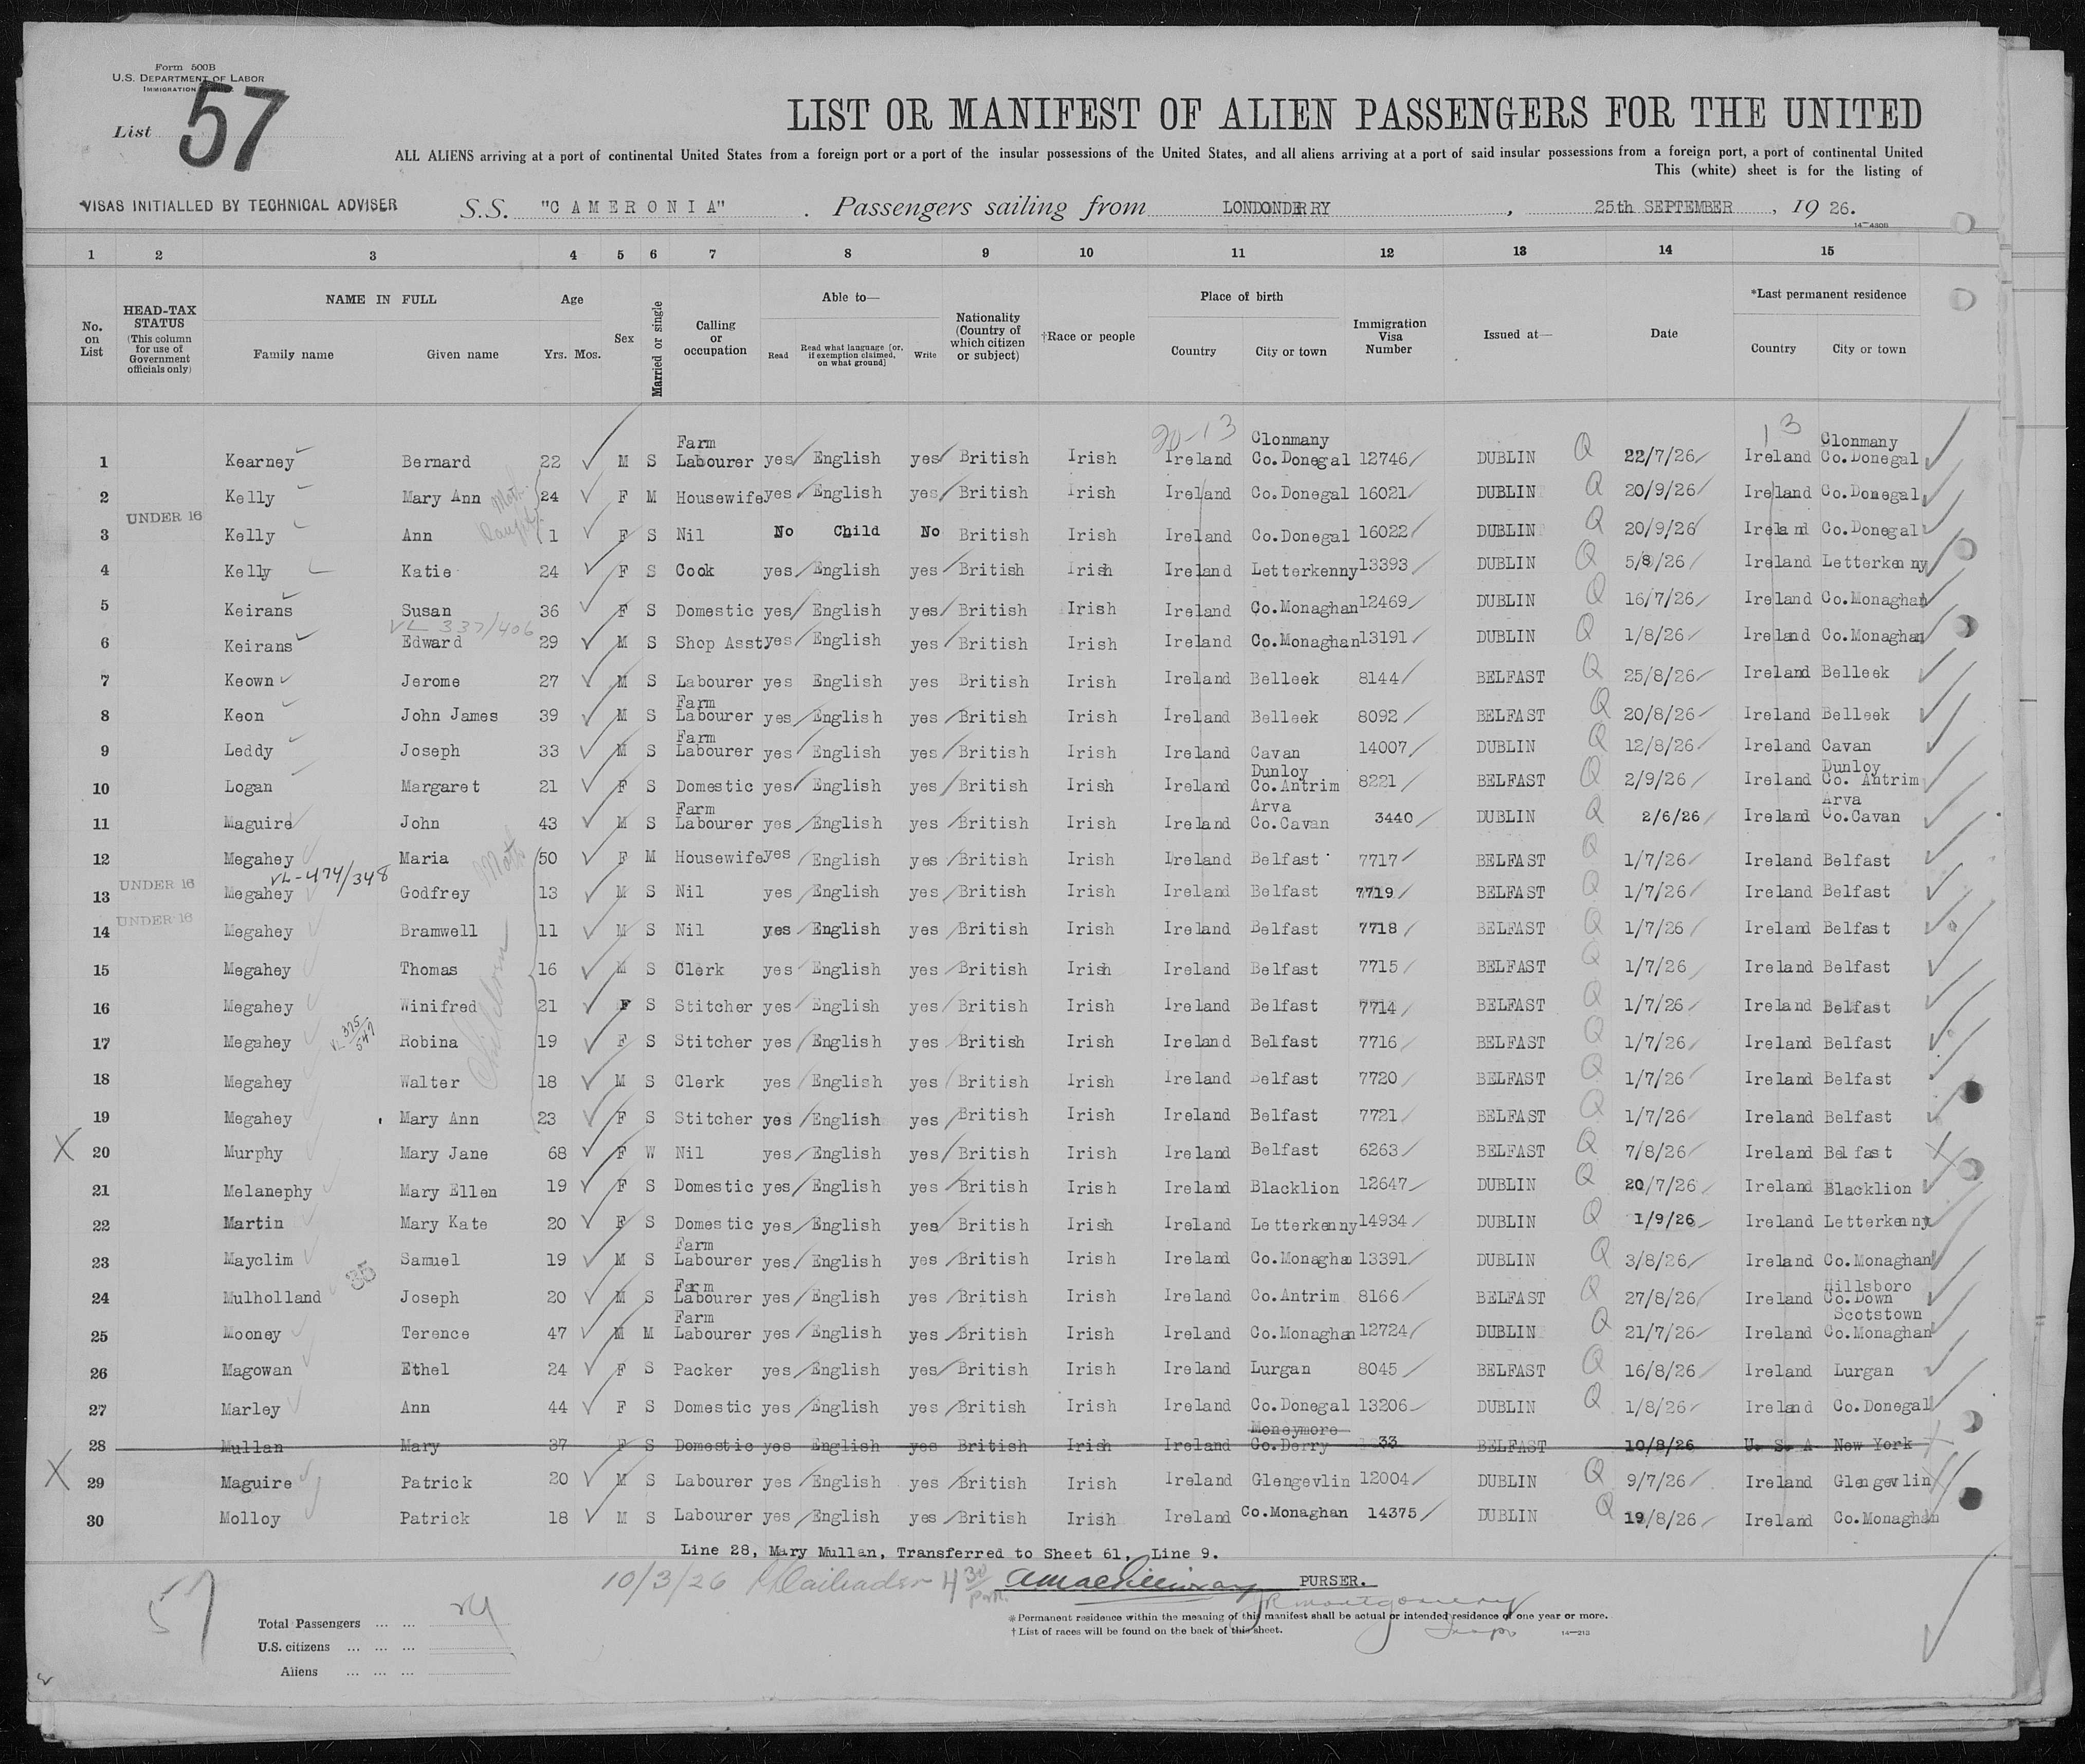 Form 500B
U.S. DEPARTMENT OF LABOR
IMMIGRATION
List 57
LIST OR MANIFEST OF ALIEN PASSENGERS FOR THE UNITED
ALL ALIENS arriving at a port of continental United States from a foreign port or a port of the insular possessions of the United States, and all aliens arriving at a port of said insular possessions from a foreign port, a port of continental United
This (white) sheet is for the listing of
VISAS INITIALLED BY TECHNICAL ADVISER
S.S. "CAMERONIA" . Passengers sailing from LONDONDERRY , 25th SEPTEMBER , 19 26.
14—480B
1 2 3 4 5 6 7 8 9 10 11 12 13 14 15
No. on List
HEAD-TAX STATUS
(This column for use of Government officials only)
NAME IN FULL
Family name Given name
Age
Yrs. Mos.
Sex
Married or single
Calling or occupation
Able to—
Read
Read what language [or, if exemption claimed, on what ground]
Write
Nationality (Country of which citizen or subject)
†Race or people
Place of birth
Country City or town
Immigration Visa Number
Issued at—
Date
*Last permanent residence
Country City or town
20-13
13
1 Kearney Bernard 22 M S Farm Labourer yes English yes British Irish Ireland Clonmany Co.Donegal 12746 DUBLIN Q 22/7/26 Ireland Clonmany Co.Donegal
2 Kelly Mary Ann 24 F M Housewife yes English yes British Irish Ireland Co.Donegal 16021 DUBLIN Q 20/9/26 Ireland Co.Donegal
UNDER 16
3 Kelly Ann 1 F S Nil No Child No British Irish Ireland Co.Donegal 16022 DUBLIN Q 20/9/26 Ireland Co.Donegal
4 Kelly Katie 24 F S Cook yes English yes British Irish Ireland Letterkenny 13393 DUBLIN Q 5/8/26 Ireland Letterkenny
5 Keirans Susan 36 F S Domestic yes English yes British Irish Ireland Co.Monaghan 12469 DUBLIN Q 16/7/26 Ireland Co.Monaghan
VL 337/406
6 Keirans Edward 29 M S Shop Asst. yes English yes British Irish Ireland Co.Monaghan 13191 DUBLIN Q 1/8/26 Ireland Co.Monaghan
7 Keown Jerome 27 M S Labourer yes English yes British Irish Ireland Belleek 8144 BELFAST Q 25/8/26 Ireland Belleek
8 Keon John James 39 M S Farm Labourer yes English yes British Irish Ireland Belleek 8092 BELFAST Q 20/8/26 Ireland Belleek
9 Leddy Joseph 33 M S Farm Labourer yes English yes British Irish Ireland Cavan 14007 DUBLIN Q 12/8/26 Ireland Cavan
10 Logan Margaret 21 F S Domestic yes English yes British Irish Ireland Dunloy Co.Antrim 8221 BELFAST Q 2/9/26 Ireland Dunloy Co. Antrim
11 Maguire John 43 M S Farm Labourer yes English yes British Irish Ireland Arva Co.Cavan 3440 DUBLIN Q 2/6/26 Ireland Arva Co.Cavan
12 Megahey Maria 50 F M Housewife yes English yes British Irish Ireland Belfast 7717 BELFAST Q 1/7/26 Ireland Belfast
VL-474/348
UNDER 16
13 Megahey Godfrey 13 M S Nil yes English yes British Irish Ireland Belfast 7719 BELFAST Q 1/7/26 Ireland Belfast
UNDER 16
14 Megahey Bramwell 11 M S Nil yes English yes British Irish Ireland Belfast 7718 BELFAST Q 1/7/26 Ireland Belfast
Children
15 Megahey Thomas 16 M S Clerk yes English yes British Irish Ireland Belfast 7715 BELFAST Q 1/7/26 Ireland Belfast
16 Megahey Winifred 21 F S Stitcher yes English yes British Irish Ireland Belfast 7714 BELFAST Q 1/7/26 Ireland Belfast
VL 375/547
17 Megahey Robina 19 F S Stitcher yes English yes British Irish Ireland Belfast 7716 BELFAST Q 1/7/26 Ireland Belfast
18 Megahey Walter 18 M S Clerk yes English yes British Irish Ireland Belfast 7720 BELFAST Q 1/7/26 Ireland Belfast
19 Megahey Mary Ann 23 F S Stitcher yes English yes British Irish Ireland Belfast 7721 BELFAST Q 1/7/26 Ireland Belfast
X 20 Murphy Mary Jane 68 F W Nil yes English yes British Irish Ireland Belfast 6263 BELFAST Q 7/8/26 Ireland Belfast X
21 Melanephy Mary Ellen 19 F S Domestic yes English yes British Irish Ireland Blacklion 12647 DUBLIN Q 20/7/26 Ireland Blacklion
22 Martin Mary Kate 20 F S Domestic yes English yes British Irish Ireland Letterkenny 14934 DUBLIN Q 1/9/26 Ireland Letterkenny
23 Mayclim Samuel 19 M S Farm Labourer yes English yes British Irish Ireland Co.Monaghan 13391 DUBLIN Q 3/8/26 Ireland Co.Monaghan
35
24 Mulholland Joseph 20 M S Farm Labourer yes English yes British Irish Ireland Co.Antrim 8166 BELFAST Q 27/8/26 Ireland Hillsboro Co.Down
25 Mooney Terence 47 M M Farm Labourer yes English yes British Irish Ireland Co.Monaghan 12724 DUBLIN Q 21/7/26 Ireland Scotstown Co.Monaghan
26 Magowan Ethel 24 F S Packer yes English yes British Irish Ireland Lurgan 8045 BELFAST Q 16/8/26 Ireland Lurgan
27 Marley Ann 44 F S Domestic yes English yes British Irish Ireland Co.Donegal 13206 DUBLIN Q 1/8/26 Ireland Co.Donegal
28 Mullan Mary 37 F S Domestic yes English yes British Irish Ireland Moneymore Co.Derry 33 BELFAST 10/8/26 U. S. A New York
X 29 Maguire Patrick 20 M S Labourer yes English yes British Irish Ireland Glengevlin 12004 DUBLIN Q 9/7/26 Ireland Glengevlin X
30 Molloy Patrick 18 M S Labourer yes English yes British Irish Ireland Co.Monaghan 14375 DUBLIN Q 19/8/26 Ireland Co.Monaghan
Line 28, Mary Mullan, Transferred to Sheet 61, Line 9.
10/3/26 4 30 pm. PURSER.
57
Total Passengers ... ... 29
U.S. citizens ... ... ...
Aliens ... ... ...
JR Montgomery
Insp
*Permanent residence within the meaning of this manifest shall be actual or intended residence of one year or more.
†List of races will be found on the back of this sheet.
14—213